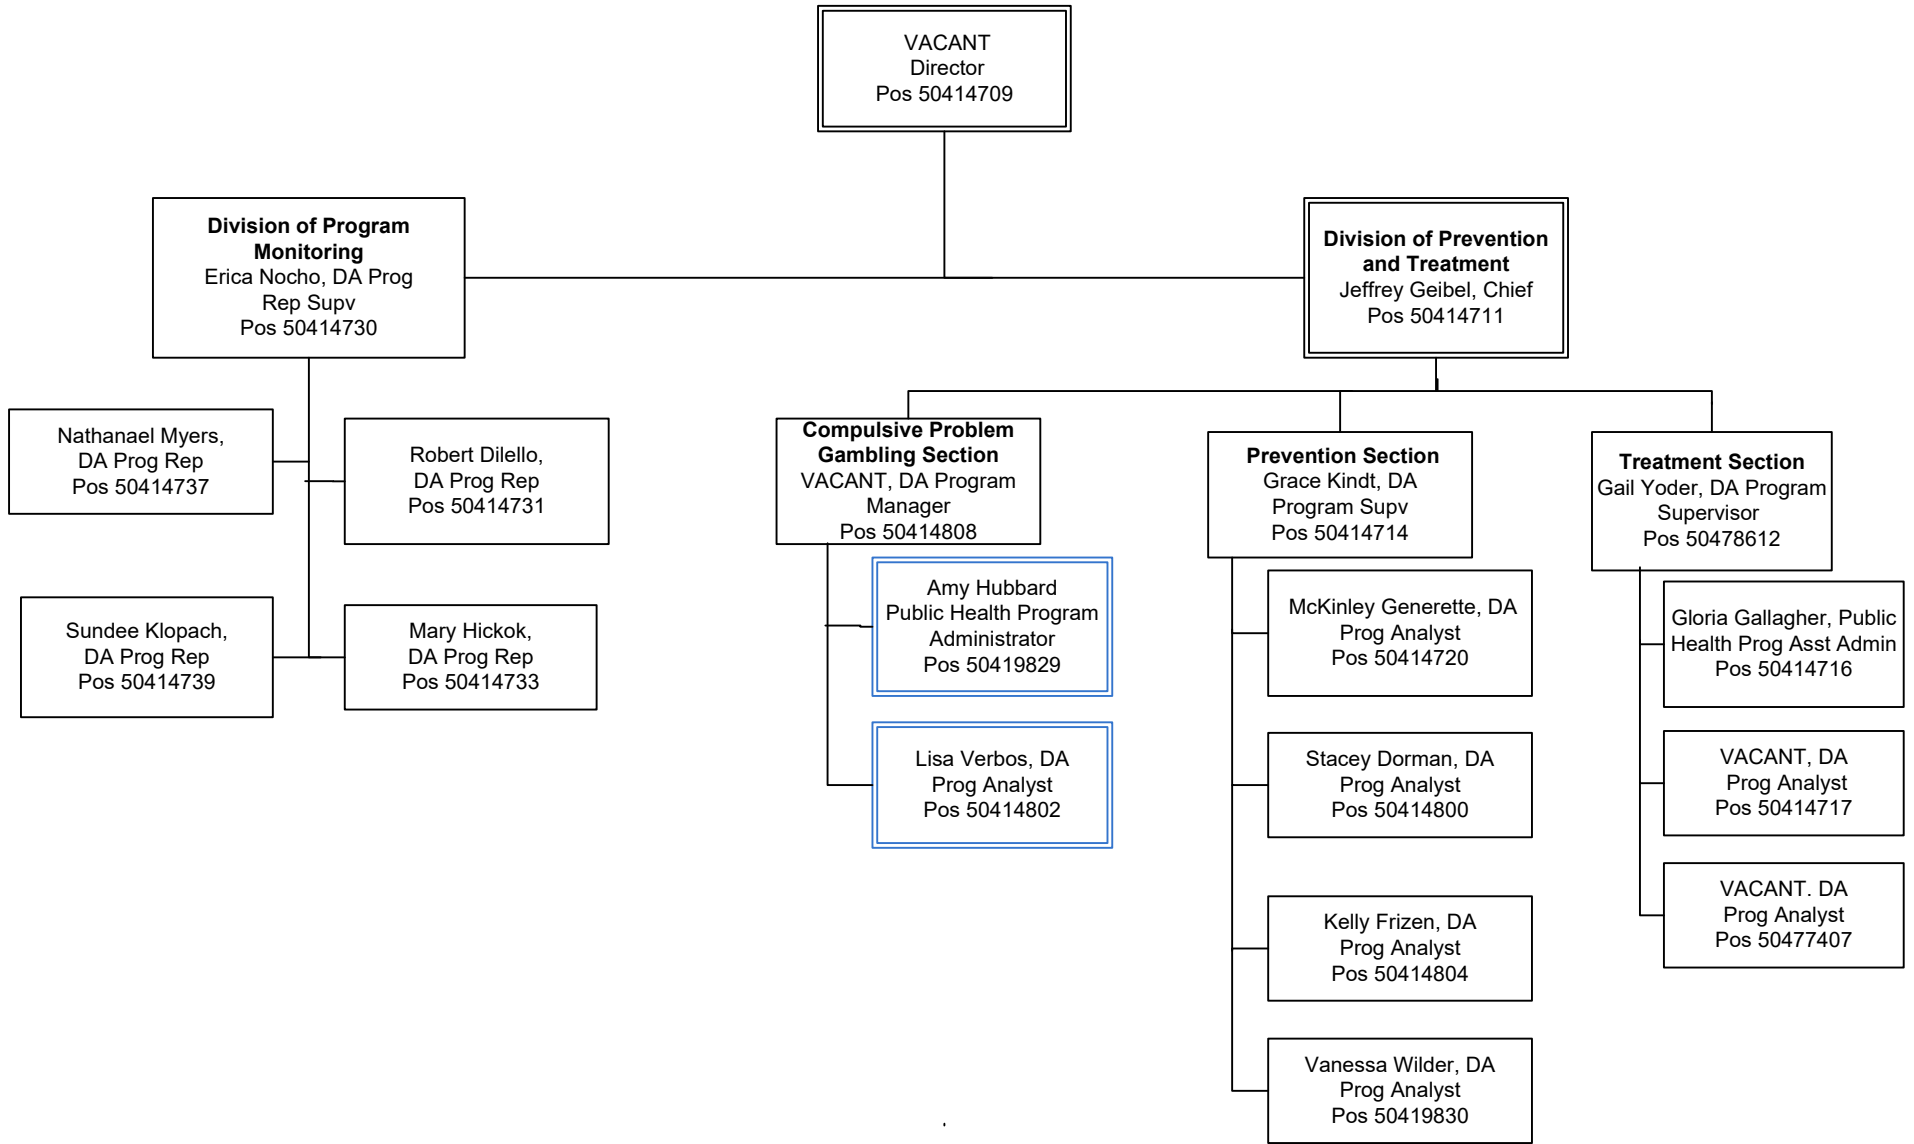 VACANT
Director
Pos 50414709
Division of Program
Monitoring
Erica Nocho, DA Prog
Rep Supv
Pos 50414730
Division of Prevention
and Treatment
Jeffrey Geibel, Chief
Pos 50414711
Nathanael Myers,
DA Prog Rep
Pos 50414737
Robert Dilello,
DA Prog Rep
Pos 50414731
Sundee Klopach,
DA Prog Rep
Pos 50414739
Mary Hickok,
DA Prog Rep
Pos 50414733
Compulsive Problem
Gambling Section
VACANT, DA Program
Manager
Pos 50414808
Amy Hubbard
Public Health Program
Administrator
Pos 50419829
Lisa Verbos, DA
Prog Analyst
Pos 50414802
Prevention Section
Grace Kindt, DA
Program Supv
Pos 50414714
McKinley Generette, DA
Prog Analyst
Pos 50414720
Stacey Dorman, DA
Prog Analyst
Pos 50414800
Kelly Frizen, DA
Prog Analyst
Pos 50414804
Vanessa Wilder, DA
Prog Analyst
Pos 50419830
Treatment Section
Gail Yoder, DA Program
Supervisor
Pos 50478612
Gloria Gallagher, Public
Health Prog Asst Admin
Pos 50414716
VACANT, DA
Prog Analyst
Pos 50414717
VACANT. DA
Prog Analyst
Pos 50477407